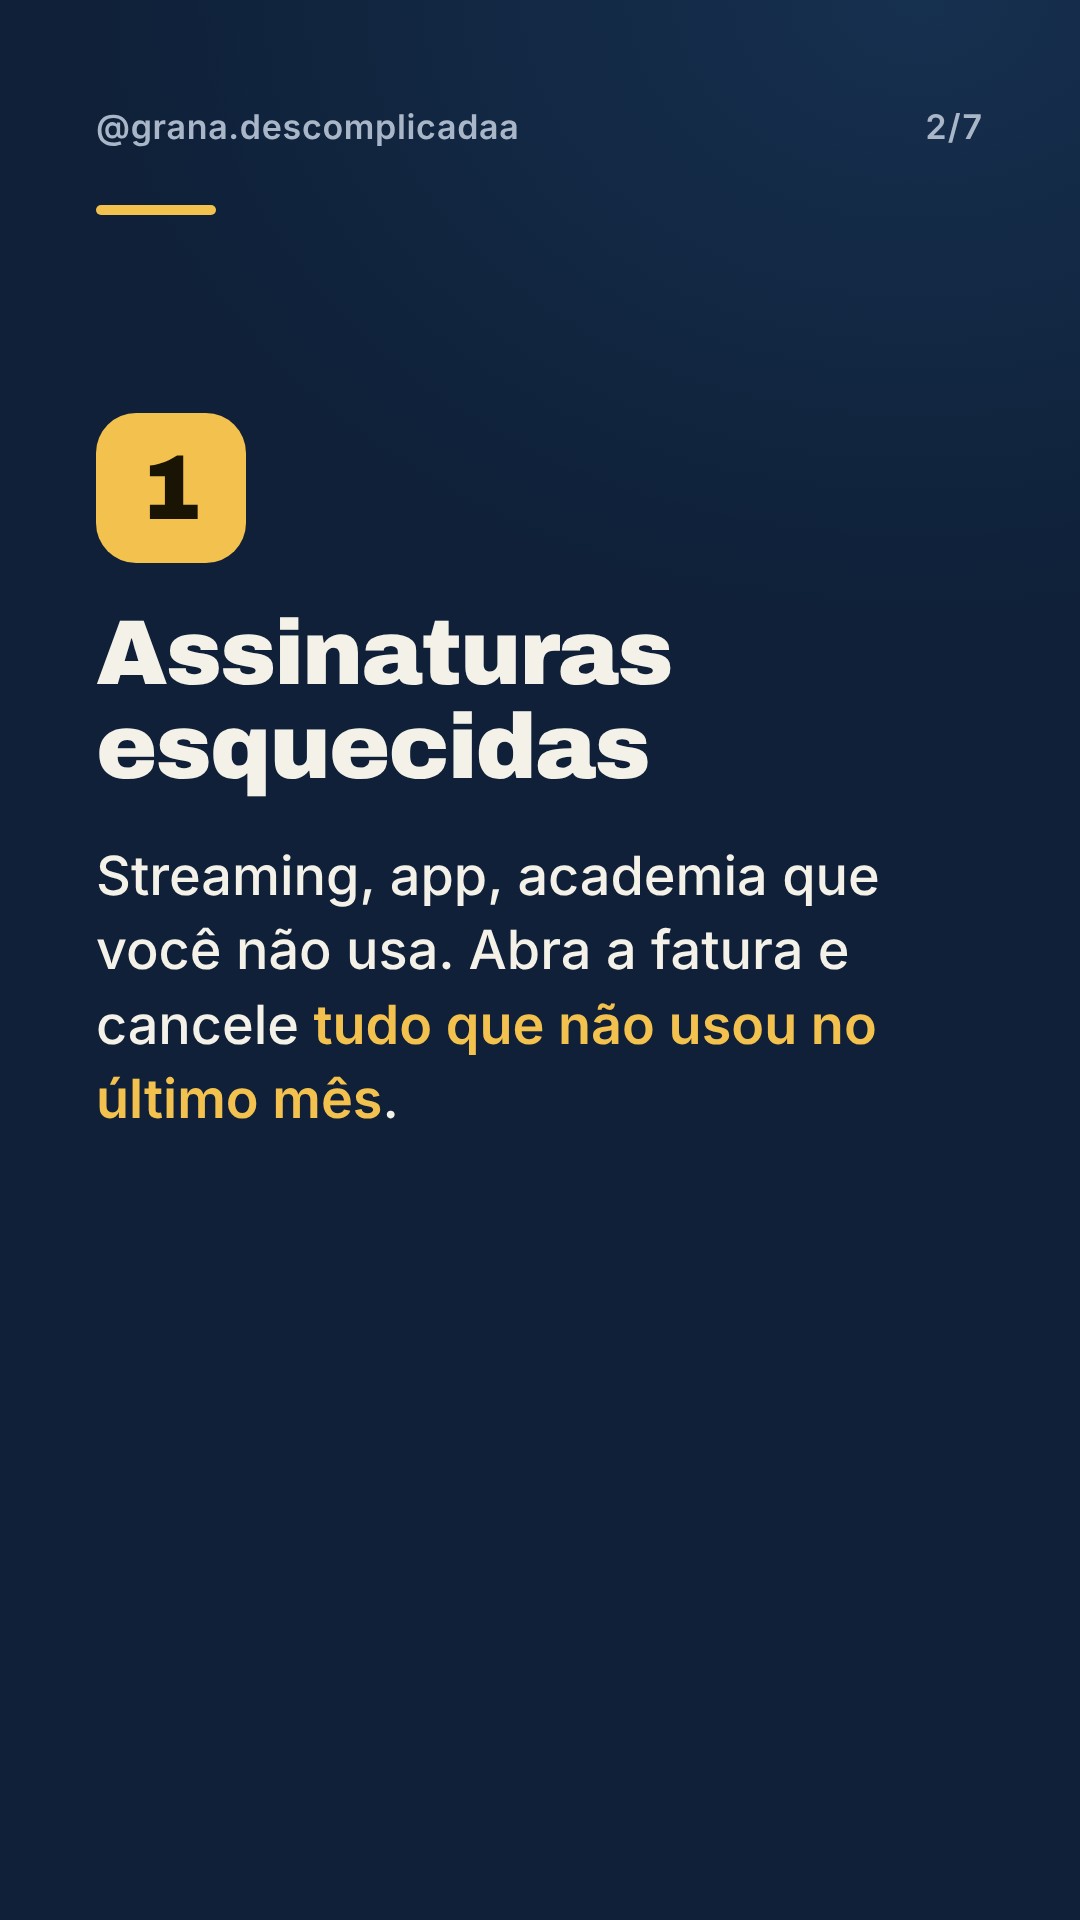 @grana.descomplicadaa
2/7
1
Assinaturas
esquecidas
Streaming, app, academia que
você não usa. Abra a fatura e
cancele tudo que não usou no
último mês.